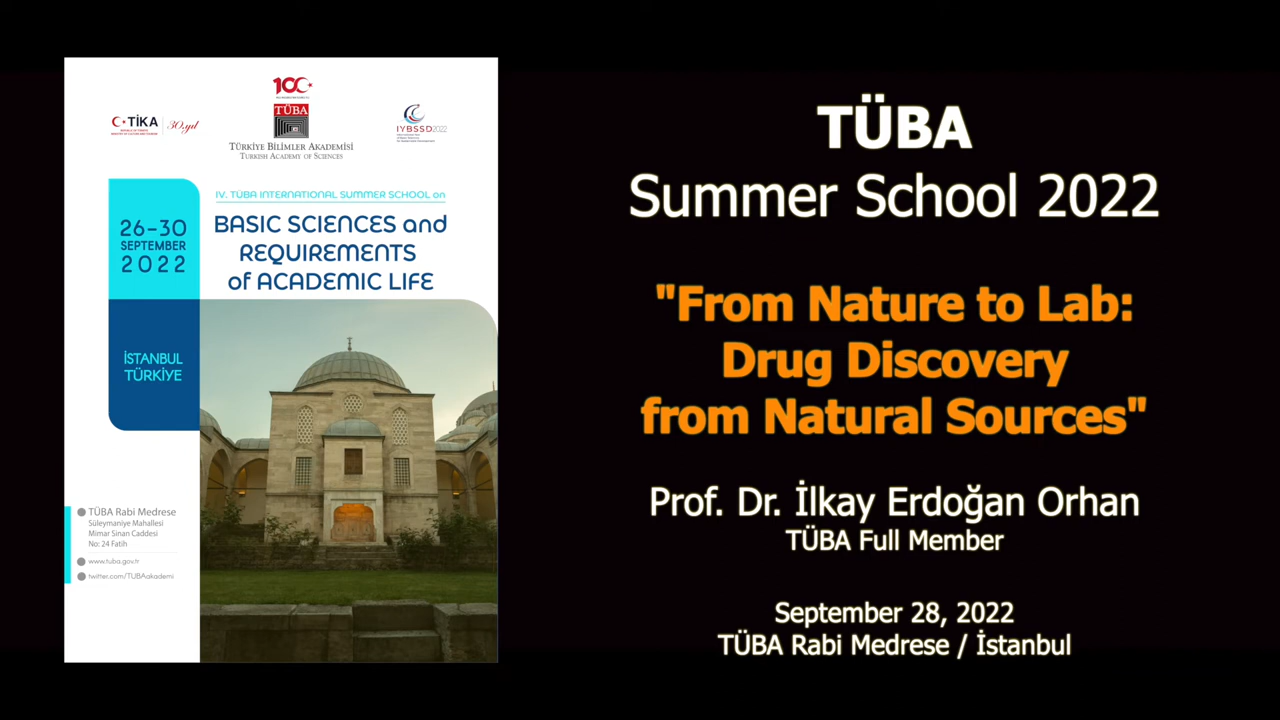 100
TİKA
30.yıl
TÜBA
IYBSSD2022
TÜRKİYE BİLİMLER AKADEMİSİ
TURKISH ACADEMY OF SCIENCES
IV. TÜBA INTERNATIONAL SUMMER SCHOOL on
BASIC SCIENCES and
REQUIREMENTS
of ACADEMIC LIFE
26-30
SEPTEMBER
2022
İSTANBUL
TÜRKİYE
TÜBA Rabi Medrese
Süleymaniye Mahallesi
Mimar Sinan Caddesi
No: 24 Fatih
www.tuba.gov.tr
twitter.com/TUBAakademi
TÜBA
Summer School 2022
"From Nature to Lab:
Drug Discovery
from Natural Sources"
Prof. Dr. İlkay Erdoğan Orhan
TÜBA Full Member
September 28, 2022
TÜBA Rabi Medrese / İstanbul